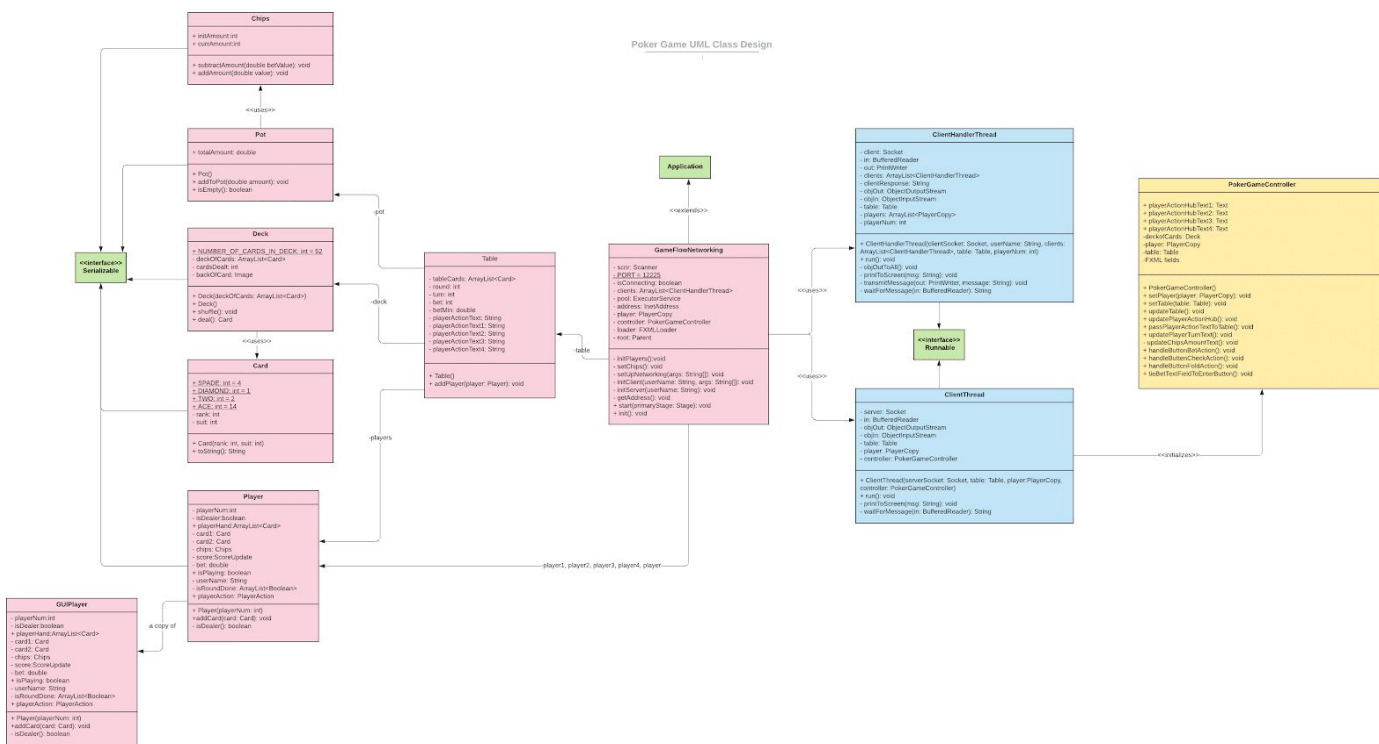 Poker Game UML Class Design
Chips
+ initAmount:int
+ currAmount:int
+ subtractAmount(double betValue): void
+ addAmount(double value): void
<<uses>>
Pot
+ totalAmount: double
+ Pot()
+ addToPot(double amount): void
+ isEmpty(): boolean
Deck
+ NUMBER_OF_CARDS_IN_DECK: int = 52
- deckOfCards: ArrayList<Card>
- cardsDealt: int
- backOfCard: Image
+ Deck(deckOfCards: ArrayList<Card>)
+ Deck()
+ shuffle(): void
+ deal(): Card
<<uses>>
Card
+ SPADE: int = 4
+ DIAMOND: int = 1
+ TWO: int = 2
+ ACE: int = 14
- rank: int
- suit: int
+ Card(rank: int, suit: int)
+ toString(): String
<<interface>>
Serializable
Player
- playerNum:int
- isDealer:boolean
+ playerHand:ArrayList<Card>
- card1: Card
- card2: Card
- chips: Chips
- score:ScoreUpdate
- bet: double
+ isPlaying: boolean
- userName: String
- isRoundDone: ArrayList<Boolean>
+ playerAction: PlayerAction
+ Player(playerNum: int)
+addCard(card: Card): void
- isDealer(): boolean
a copy of
GUIPlayer
- playerNum:int
- isDealer:boolean
+ playerHand:ArrayList<Card>
- card1: Card
- card2: Card
- chips: Chips
- score:ScoreUpdate
- bet: double
+ isPlaying: boolean
- userName: String
- isRoundDone: ArrayList<Boolean>
+ playerAction: PlayerAction
+ Player(playerNum: int)
+addCard(card: Card): void
- isDealer(): boolean
-pot
-deck
-players
Table
- tableCards: ArrayList<Card>
- round: int
- turn: int
- bet: int
- betMin: double
- playerActionText: String
- playerActionText1: String
- playerActionText2: String
- playerActionText3: String
- playerActionText4: String
+ Table()
+ addPlayer(player: Player): void
-table
Application
<<extends>>
GameFlowNetworking
- scnr: Scanner
- PORT = 12225
- isConnecting: boolean
- clients: ArrayList<ClientHandlerThread>
- pool: ExecutorService
- address: InetAddress
- player: PlayerCopy
- controller: PokerGameController
- loader: FXMLLoader
- root: Parent
- initPlayers():void
- setChips(): void
- setUpNetworking(args: String[]): void
- initClient(userName: String, args: String[]): void
- initServer(userName: String): void
- getAddress(): void
+ start(primaryStage: Stage): void
+ init(): void
player1, player2, player3, player4, player
<<uses>>
<<uses>>
ClientHandlerThread
- client: Socket
- in: BufferedReader
- out: PrintWriter
- clients: ArrayList<ClientHandlerThread>
- clientResponse: String
- objOut: ObjectOutputStream
- objIn: ObjectInputStream
- table: Table
- players: ArrayList<PlayerCopy>
- playerNum: int
+ ClientHandlerThread(clientSocket: Socket, userName: String, clients:
ArrayList<ClientHandlerThread>, table: Table, playerNum: int)
+ run(): void
- objOutToAll(): void
- printToScreen(msg: String): void
- transmitMessage(out: PrintWriter, message: String): void
- waitForMessage(in: BufferedReader): String
<<interface>>
Runnable
ClientThread
- server: Socket
- in: BufferedReader
- objOut: ObjectOutputStream
- objIn: ObjectInputStream
- table: Table
- player: PlayerCopy
- controller: PokerGameController
+ ClientThread(serverSocket: Socket, table: Table, player:PlayerCopy,
controller: PokerGameController)
+ run(): void
- printToScreen(msg: String): void
- waitForMessage(in: BufferedReader): String
<<initializes>>
PokerGameController
+ playerActionHubText1: Text
+ playerActionHubText2: Text
+ playerActionHubText3: Text
+ playerActionHubText4: Text
-deckofCards: Deck
-player: PlayerCopy
-table: Table
-FXML fields
+ PokerGameController()
+ setPlayer(player: PlayerCopy): void
+ setTable(table: Table): void
+ updateTable(): void
+ updatePlayerActionHub(): void
+ passPlayerActionTextToTable(): void
+ updatePlayerTurnText(): void
- updateChipsAmountText(): void
+ handleButtonBetAction(): void
+ handleButtonCheckAction(): void
+ handleButtonFoldAction(): void
+ tieBetTextFieldToEnterButton(): void